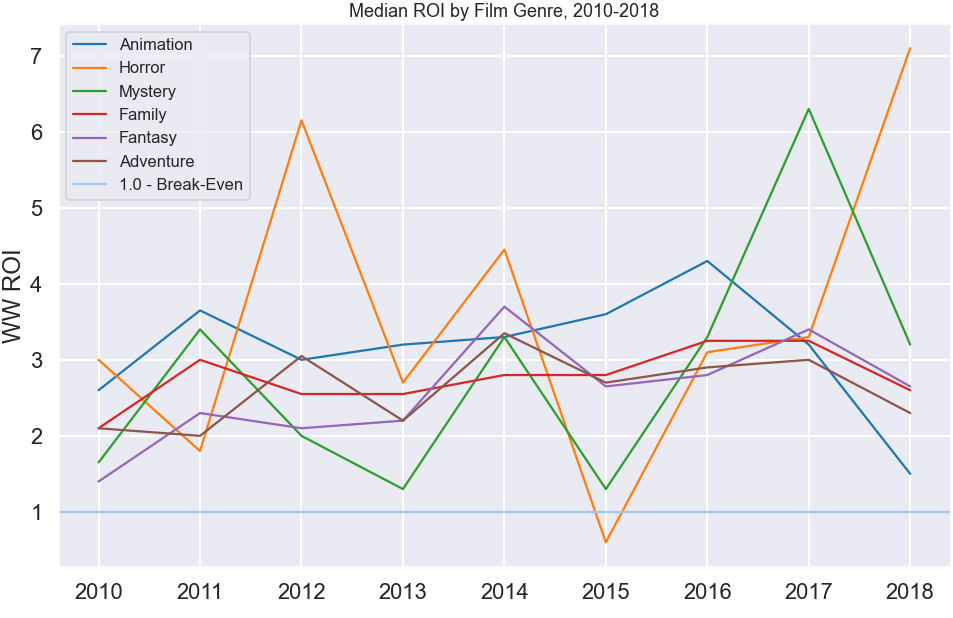 Median ROI by Film Genre, 2010-2018
Animation
Horror
Mystery
Family
Fantasy
Adventure
1.0 - Break-Even
WW ROI
7
6
5
4
3
2
1
2010 2011 2012 2013 2014 2015 2016 2017 2018